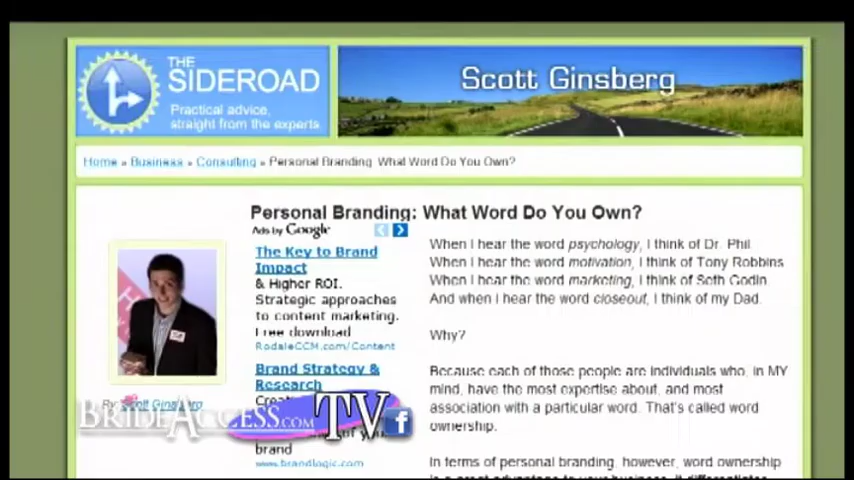 THE
SIDEROAD
Practical advice,
straight from the experts
Scott Ginsberg
Home » Business » Consulting » Personal Branding: What Word Do You Own?
Personal Branding: What Word Do You Own?
Ads by Google
The Key to Brand
Impact
& Higher ROI.
Strategic approaches
to content marketing.
Free download
RodaleCCM.com/Content
Brand Strategy &
Research
brand
www.brandlogic.com
By: Scott Ginsberg
When I hear the word psychology, I think of Dr. Phil
When I hear the word motivation, I think of Tony Robbins
When I hear the word marketing, I think of Seth Godin.
And when I hear the word closeout, I think of my Dad.
Why?
Because each of those people are individuals who, in MY
mind, have the most expertise about, and most
association with a particular word. That's called word
ownership.
In terms of personal branding, however, word ownership
BRIDEACCESS.COM TV f